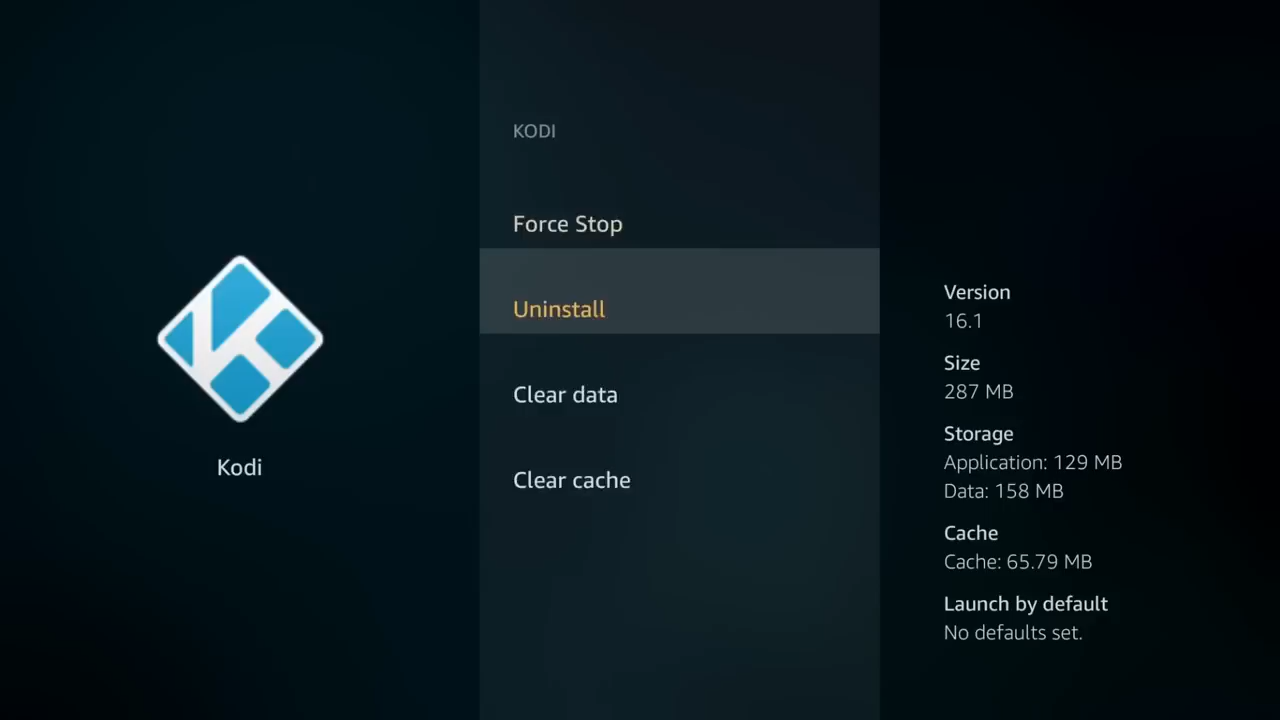 Kodi
KODI
Force Stop
Uninstall
Clear data
Clear cache
Version
16.1
Size
287 MB
Storage
Application: 129 MB
Data: 158 MB
Cache
Cache: 65.79 MB
Launch by default
No defaults set.